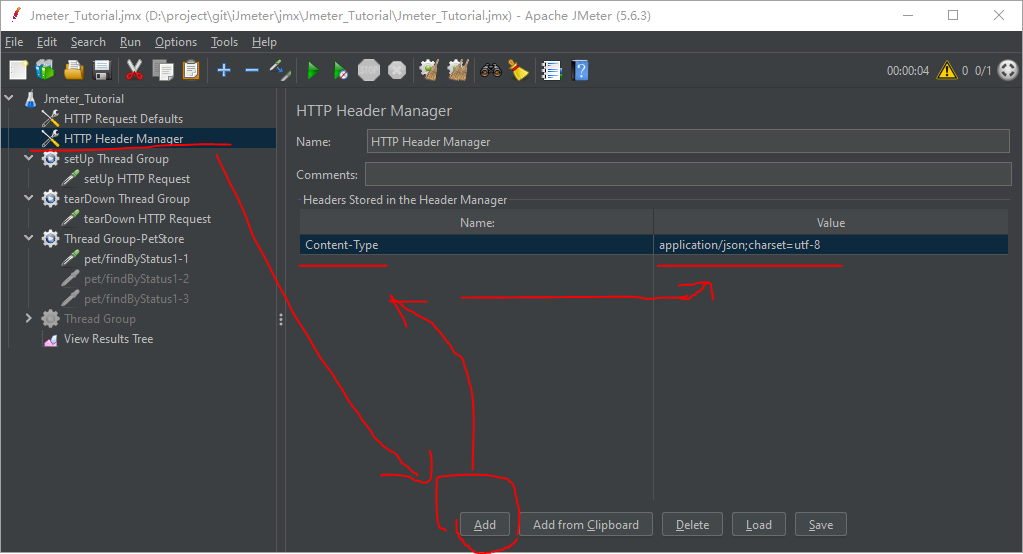 Jmeter_Tutorial.jmx (D:\project\git\iJmeter\jmx\Jmeter_Tutorial\Jmeter_Tutorial.jmx) - Apache JMeter (5.6.3)
File Edit Search Run Options Tools Help
STOP
00:00:04 0 0/1
Jmeter_Tutorial
HTTP Request Defaults
HTTP Header Manager
setUp Thread Group
setUp HTTP Request
tearDown Thread Group
tearDown HTTP Request
Thread Group-PetStore
pet/findByStatus1-1
pet/findByStatus1-2
pet/findByStatus1-3
Thread Group
View Results Tree
HTTP Header Manager
Name: HTTP Header Manager
Comments:
Headers Stored in the Header Manager
Name: Value
Content-Type application/json;charset=utf-8
Add Add from Clipboard Delete Load Save